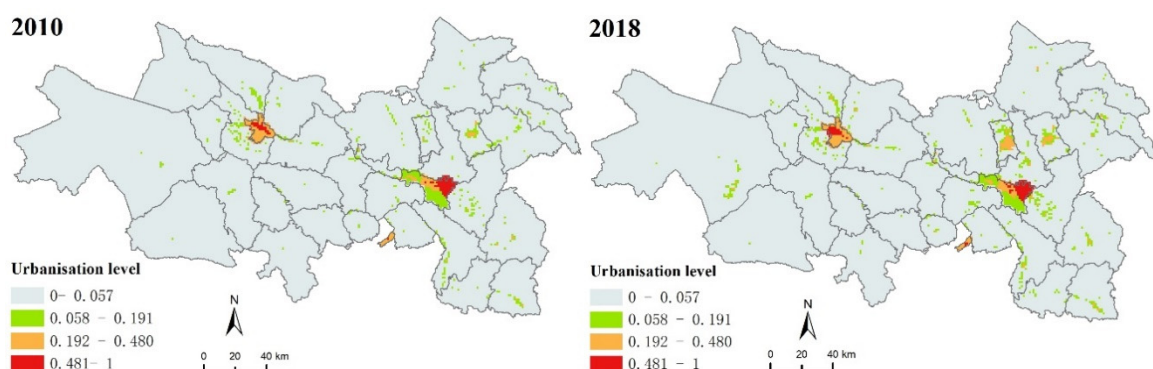 2010
Urbanisation level
0- 0.057
0.058 - 0.191
0.192 - 0.480
0.481- 1
N
0 20 40 km
2018
Urbanisation level
0 - 0.057
0.058 - 0.191
0.192 - 0.480
0.481 - 1
N
0 20 40 km